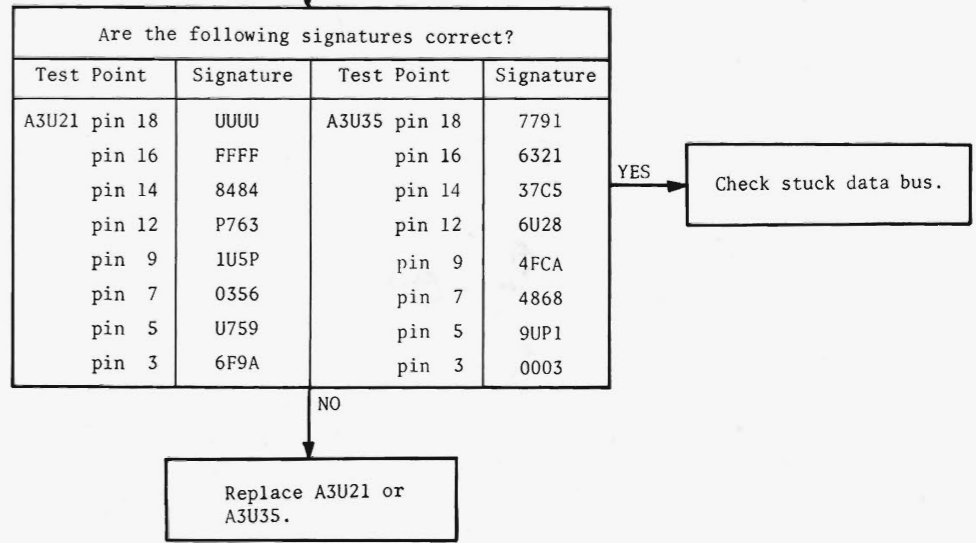 Are the following signatures correct?
Test Point Signature Test Point Signature
A3U21 pin 18 UUUU A3U35 pin 18 7791
pin 16 FFFF pin 16 6321
pin 14 8484 pin 14 37C5
pin 12 P763 pin 12 6U28
pin 9 1U5P pin 9 4FCA
pin 7 0356 pin 7 4868
pin 5 U759 pin 5 9UP1
pin 3 6F9A pin 3 0003
YES
Check stuck data bus.
NO
Replace A3U21 or
A3U35.